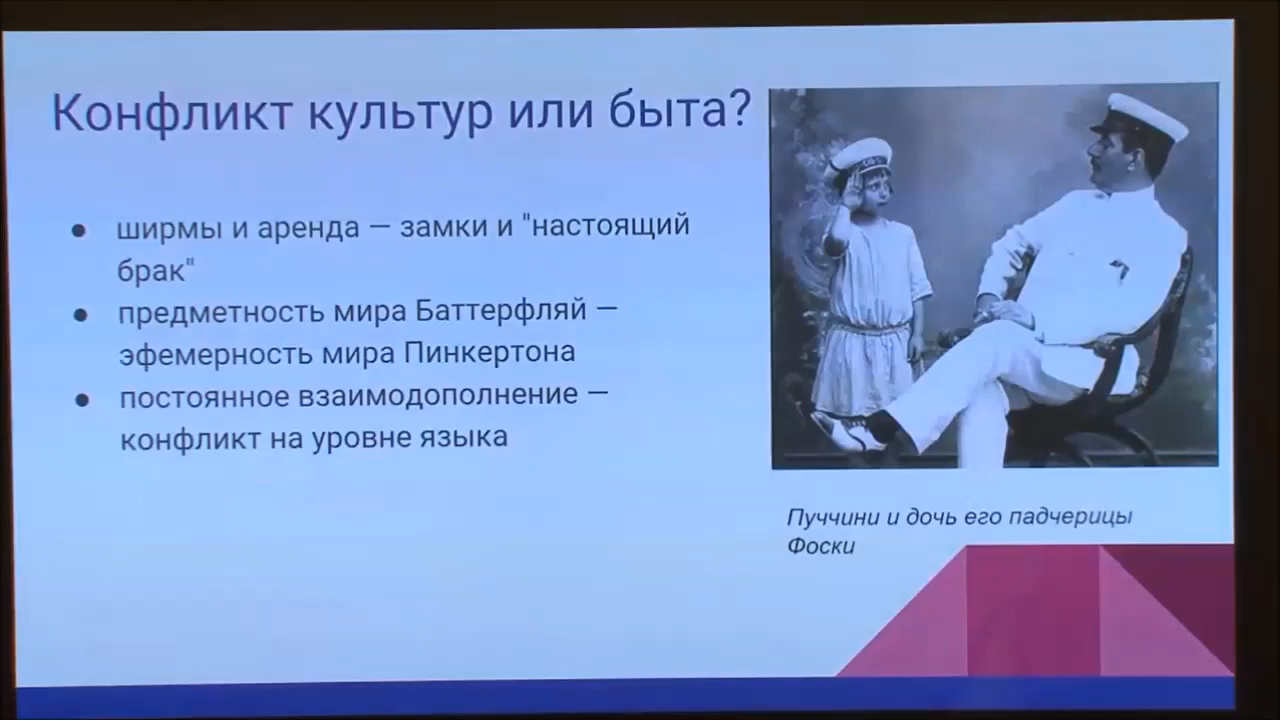 Конфликт культур или быта?
● ширмы и аренда — замки и "настоящий
брак"
● предметность мира Баттерфляй —
эфемерность мира Пинкертона
● постоянное взаимодополнение —
конфликт на уровне языка
Пуччини и дочь его падчерицы
Фоски